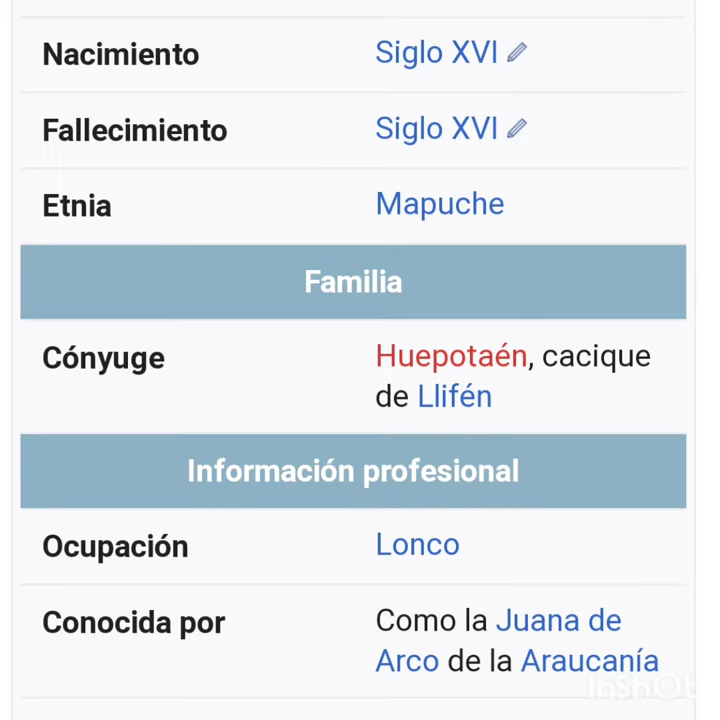 Nacimiento Siglo XVI
Fallecimiento Siglo XVI
Etnia Mapuche
Familia
Cónyuge Huepotaén, cacique
de Llifén
Información profesional
Ocupación Lonco
Conocida por Como la Juana de
Arco de la Araucanía
InShOt